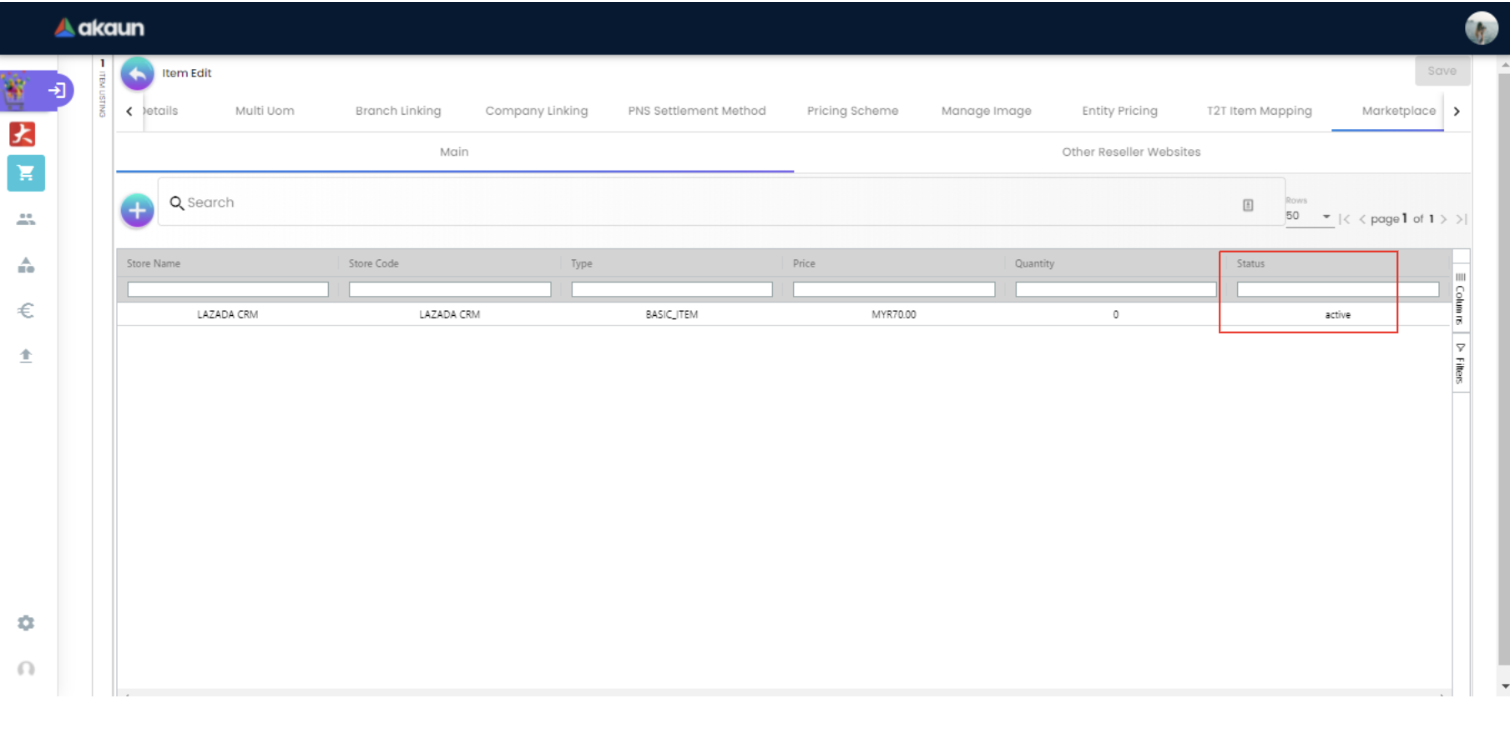 akaun
1 ITEM LISTING
Item Edit
Save
Details Multi Uom Branch Linking Company Linking PNS Settlement Method Pricing Scheme Manage Image Entity Pricing T2T Item Mapping Marketplace
Main Other Reseller Websites
Search
Rows
50 |< < page 1 of 1 > >|
Store Name Store Code Type Price Quantity Status
LAZADA CRM LAZADA CRM BASIC_ITEM MYR70.00 0 active
Columns
Filters